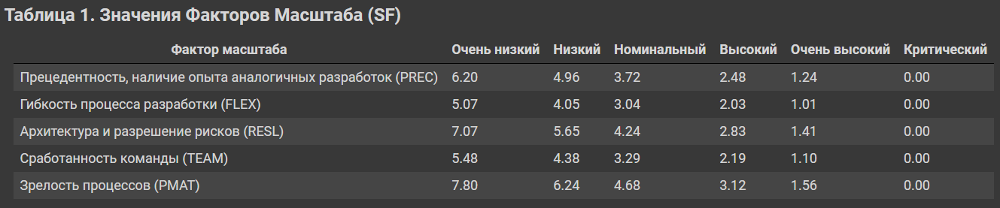 Таблица 1. Значения Факторов Масштаба (SF)
Фактор масштаба Очень низкий Низкий Номинальный Высокий Очень высокий Критический
Прецедентность, наличие опыта аналогичных разработок (PREC) 6.20 4.96 3.72 2.48 1.24 0.00
Гибкость процесса разработки (FLEX) 5.07 4.05 3.04 2.03 1.01 0.00
Архитектура и разрешение рисков (RESL) 7.07 5.65 4.24 2.83 1.41 0.00
Сработанность команды (TEAM) 5.48 4.38 3.29 2.19 1.10 0.00
Зрелость процессов (PMAT) 7.80 6.24 4.68 3.12 1.56 0.00